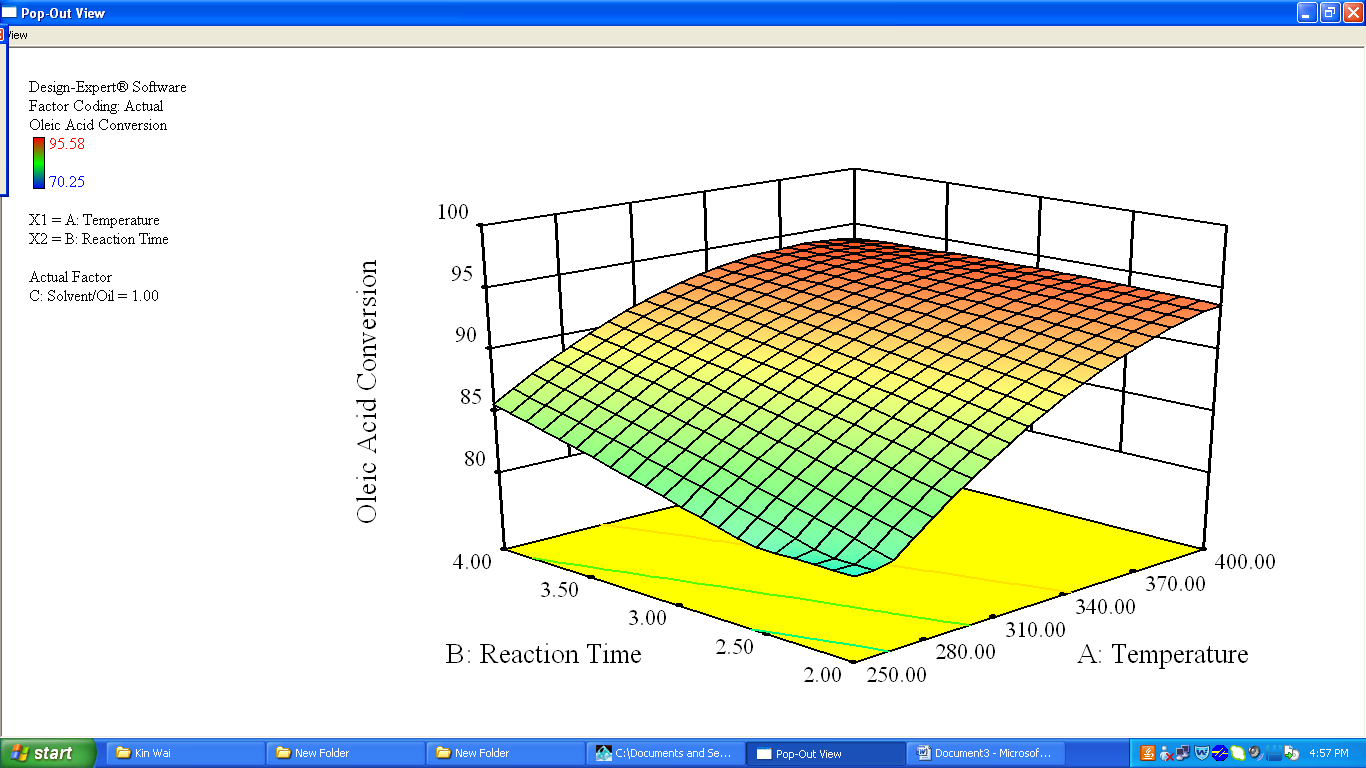 Pop-Out View
View
Design-Expert® Software
Factor Coding: Actual
Oleic Acid Conversion
95.58
70.25
X1 = A: Temperature
X2 = B: Reaction Time
Actual Factor
C: Solvent/Oil = 1.00
Oleic Acid Conversion
100
95
90
85
80
4.00
3.50
3.00
2.50
2.00
B: Reaction Time
250.00
280.00
310.00
340.00
370.00
400.00
A: Temperature
start
Kin Wai
New Folder
New Folder
C:\Documents and Se...
Pop-Out View
Document3 - Microsof...
4:57 PM